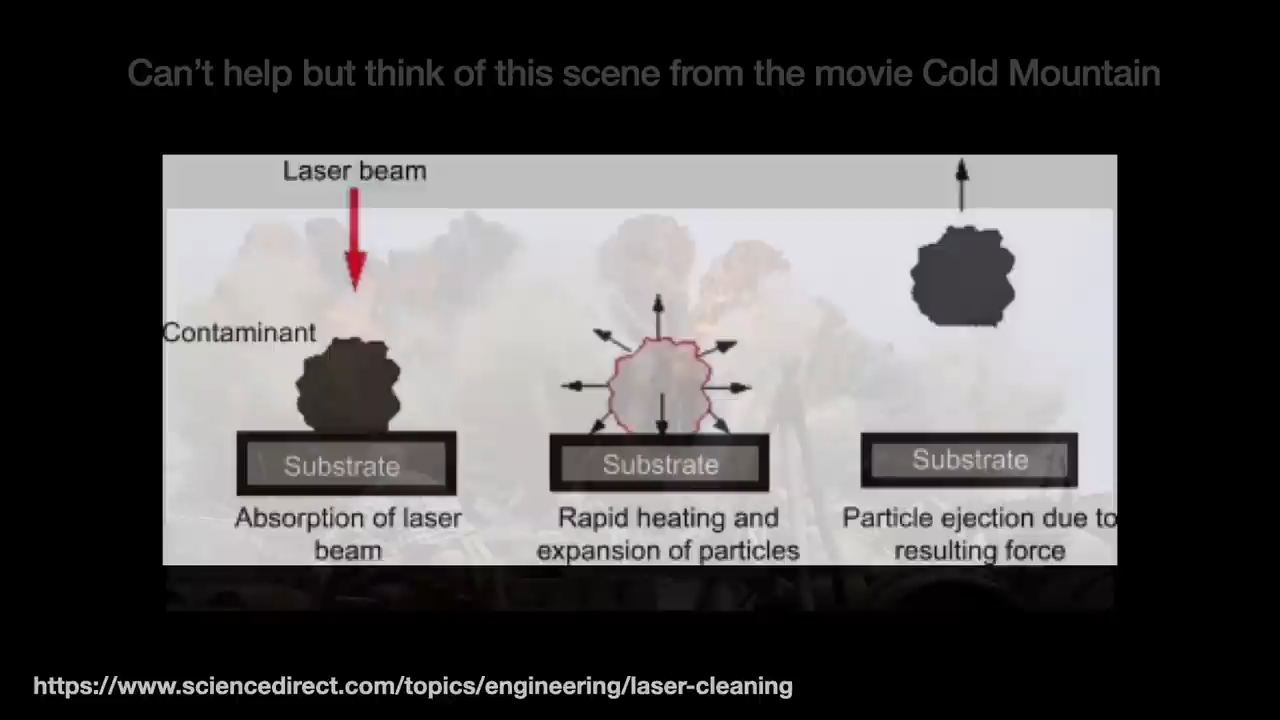 Can't help but think of this scene from the movie Cold Mountain
Laser beam
Contaminant
Substrate
Substrate
Substrate
Absorption of laser
beam
Rapid heating and
expansion of particles
Particle ejection due to
resulting force
https://www.sciencedirect.com/topics/engineering/laser-cleaning